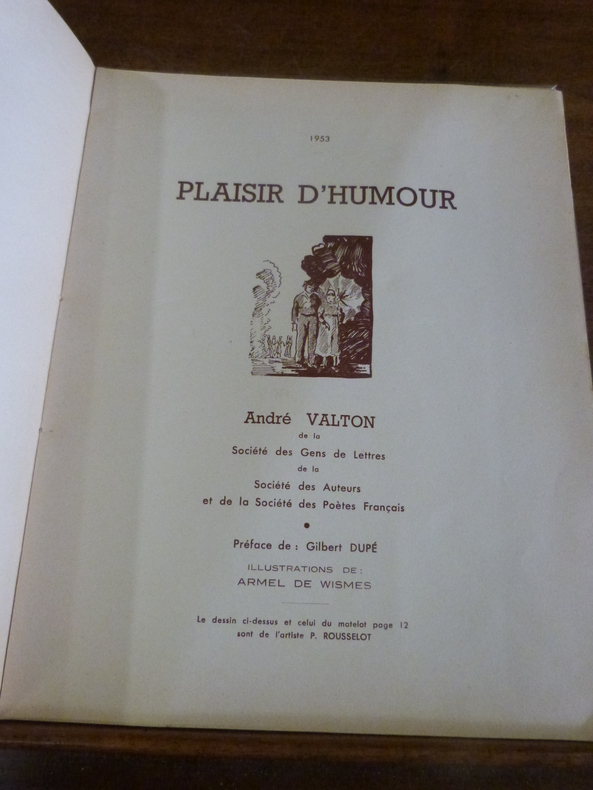 1953
PLAISIR D'HUMOUR
André VALTON
de la
Société des Gens de Lettres
de la
Société des Auteurs
et de la Société des Poètes Français
●
Préface de : Gilbert DUPÉ
ILLUSTRATIONS DE :
ARMEL DE WISMES
Le dessin ci-dessus et celui du matelot page 12
sont de l'artiste P. ROUSSELOT